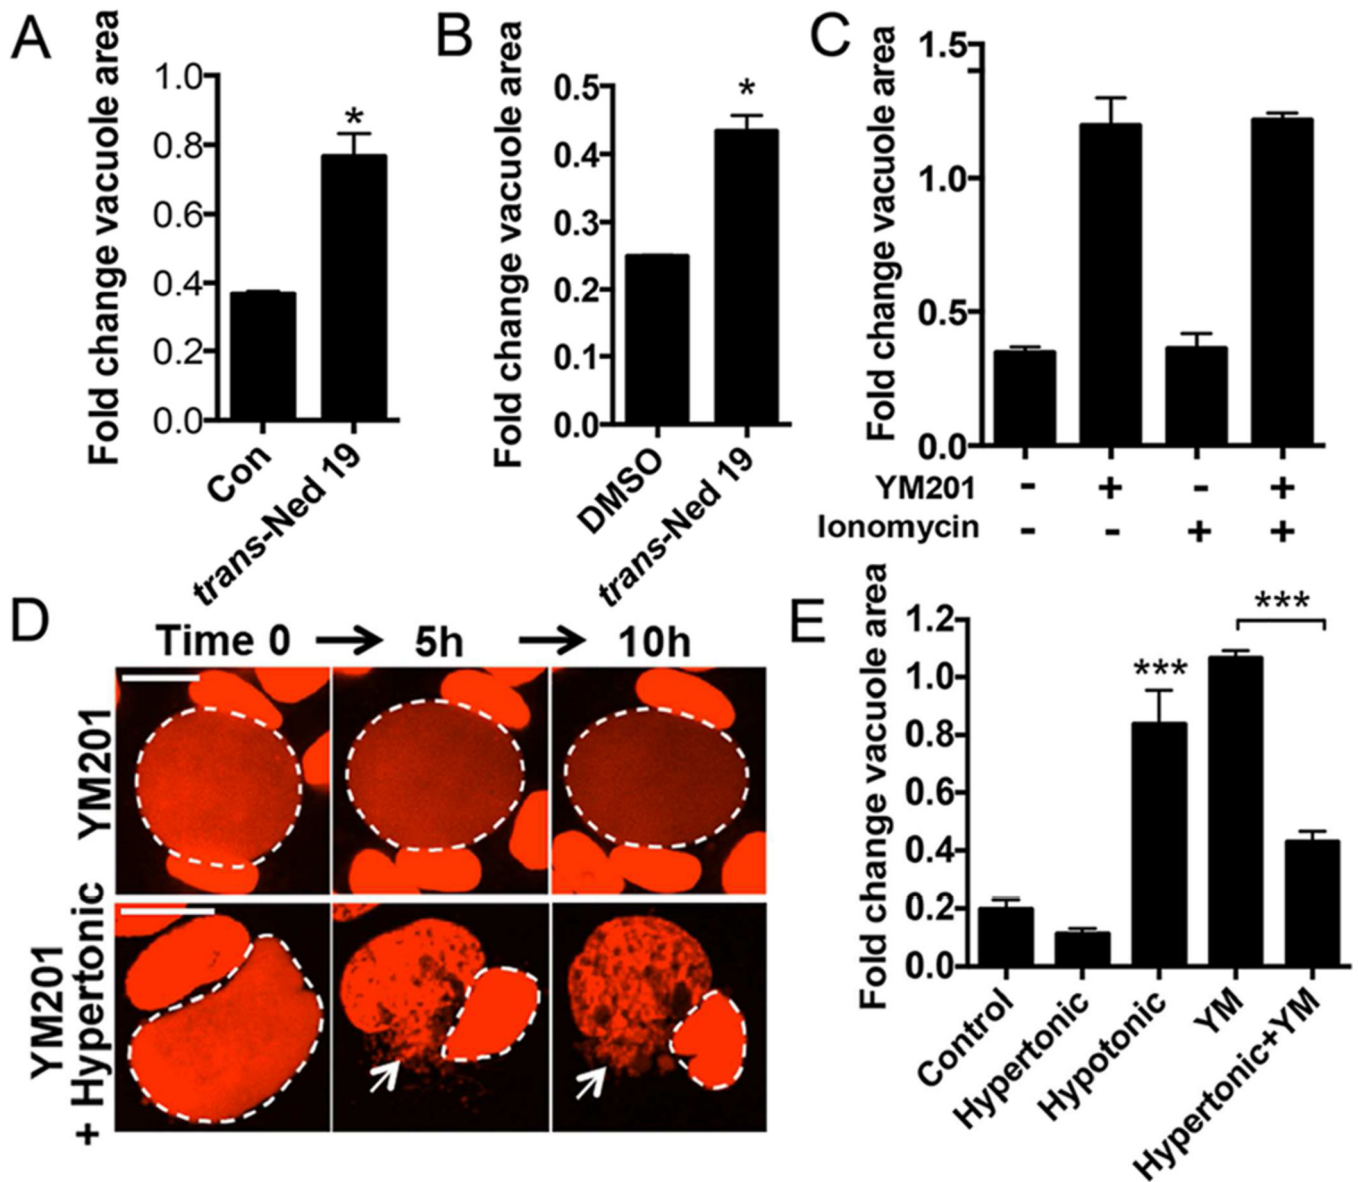 A
Fold change vacuole area
1.0
0.8
0.6
0.4
0.2
0.0
*
Con
trans-Ned 19
B
Fold change vacuole area
0.5
0.4
0.3
0.2
0.1
0.0
*
DMSO
trans-Ned 19
C
Fold change vacuole area
1.5
1.0
0.5
0.0
YM201 - + - +
Ionomycin - - + +
D
Time 0 → 5h → 10h
YM201
YM201
+ Hypertonic
E
Fold change vacuole area
1.2
1.0
0.8
0.6
0.4
0.2
0.0
***
***
Control
Hypertonic
Hypotonic
YM
Hypertonic+YM